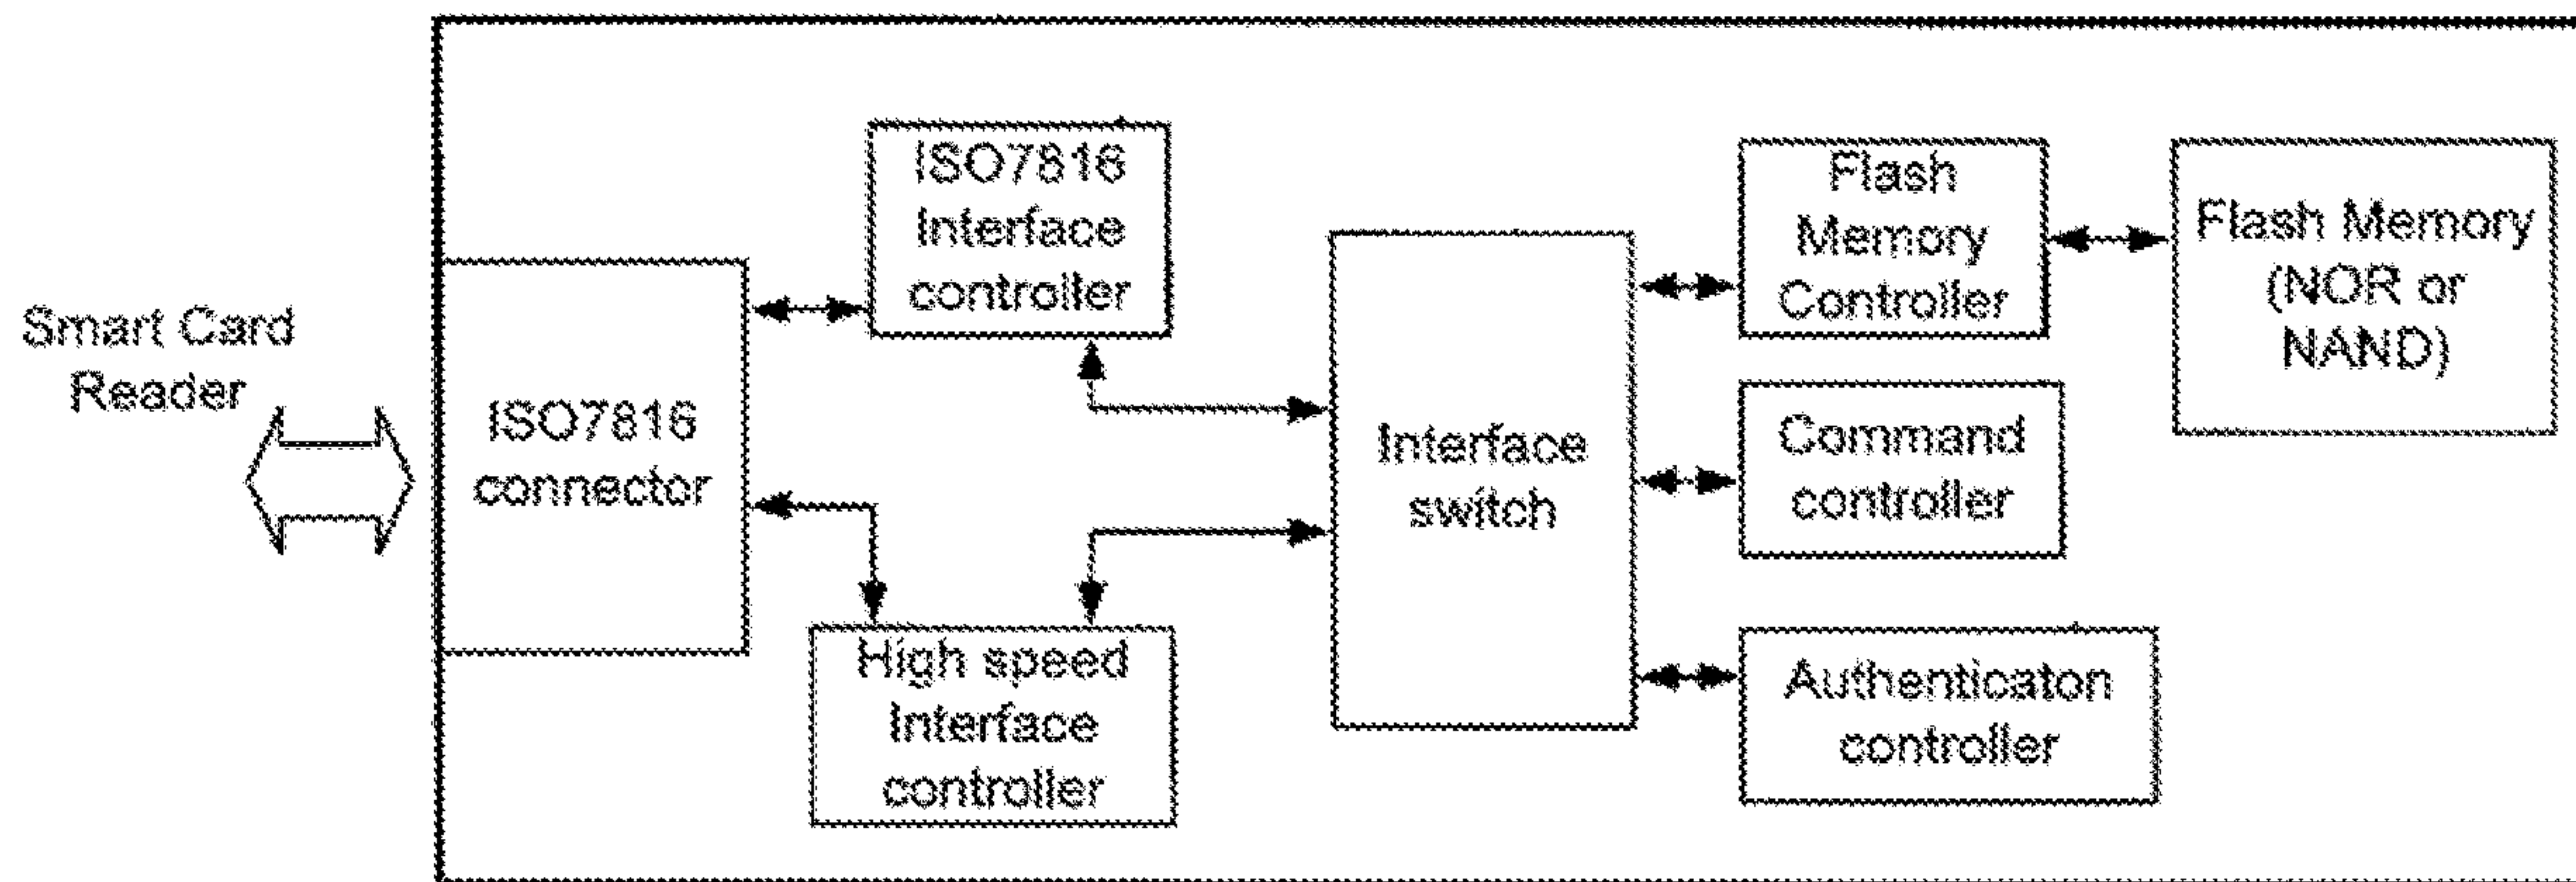 Smart Card
Reader
ISO7816
connector
ISO7816
Interface
controller
High speed
Interface
controller
Interface
switch
Flash
Memory
Controller
Flash Memory
(NOR or
NAND)
Command
controller
Authenticaton
controller